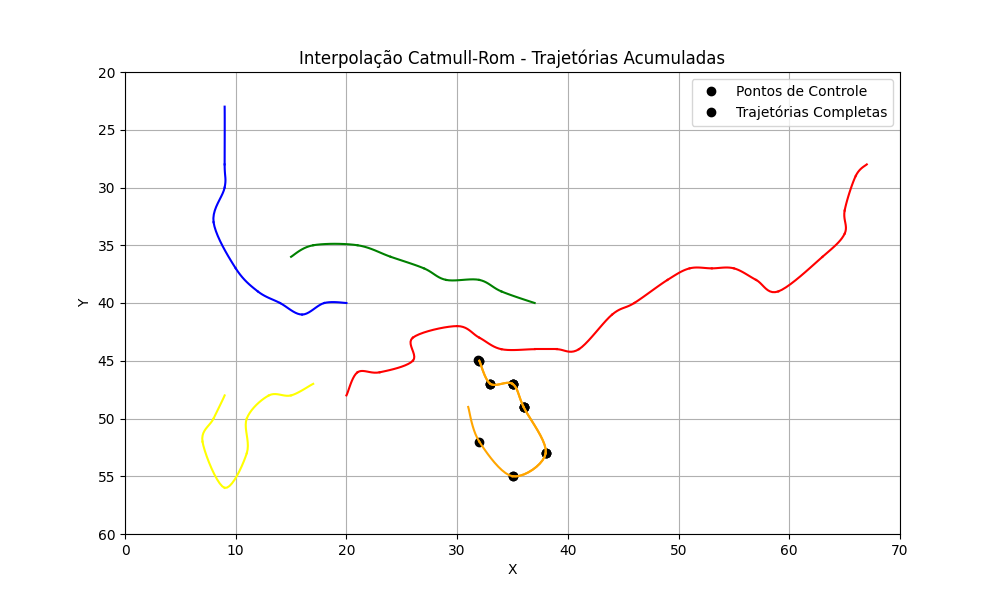 Interpolação Catmull-Rom - Trajetórias Acumuladas
Pontos de Controle
Trajetórias Completas
20
25
30
35
40
45
50
55
60
Y
0 10 20 30 40 50 60 70
X